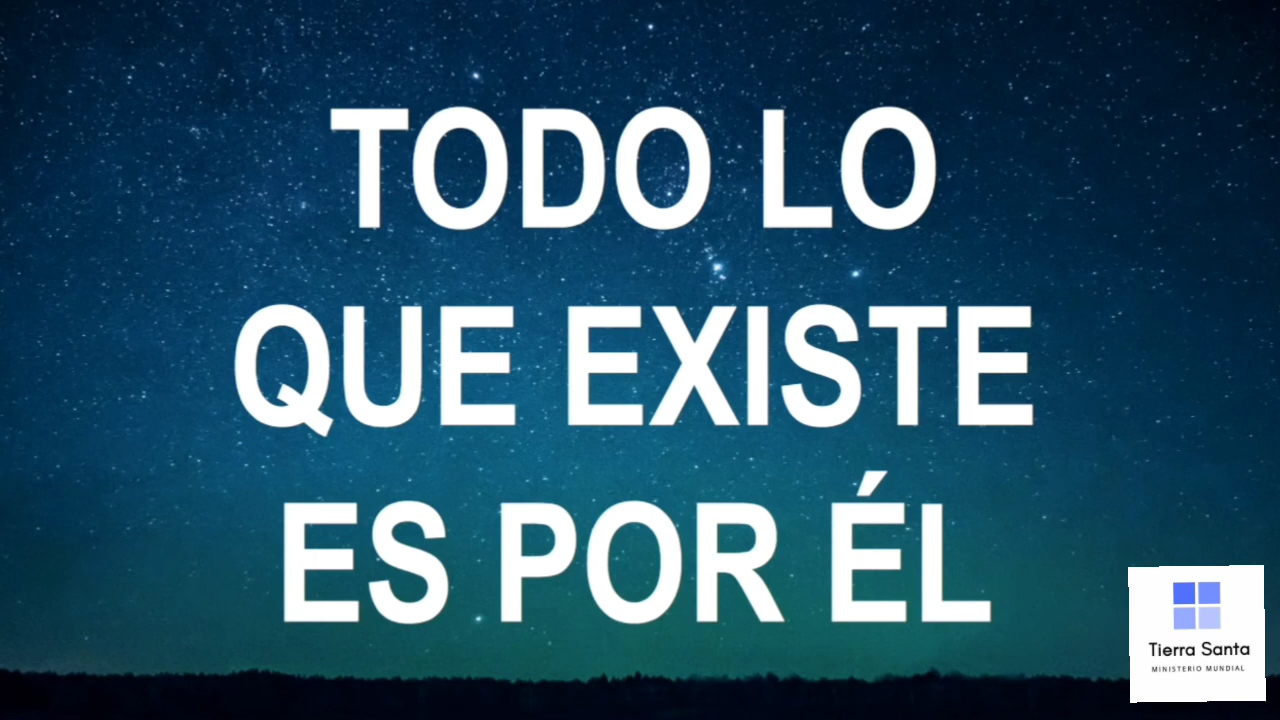 TODO LO
QUE EXISTE
ES POR ÉL
Tierra Santa
MINISTERIO MUNDIAL